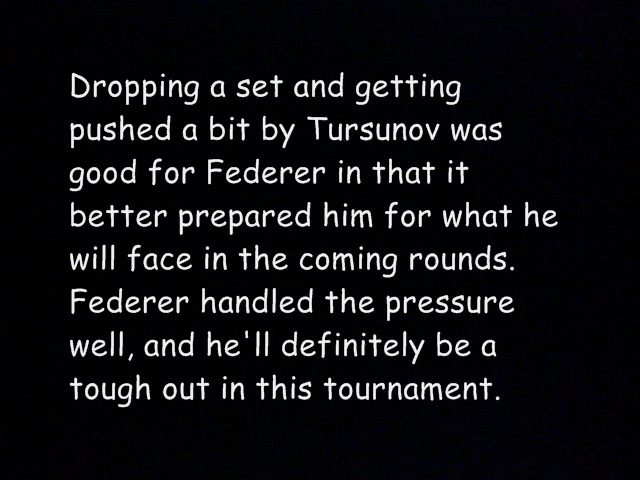 Dropping a set and getting
pushed a bit by Tursunov was
good for Federer in that it
better prepared him for what he
will face in the coming rounds.
Federer handled the pressure
well, and he'll definitely be a
tough out in this tournament.